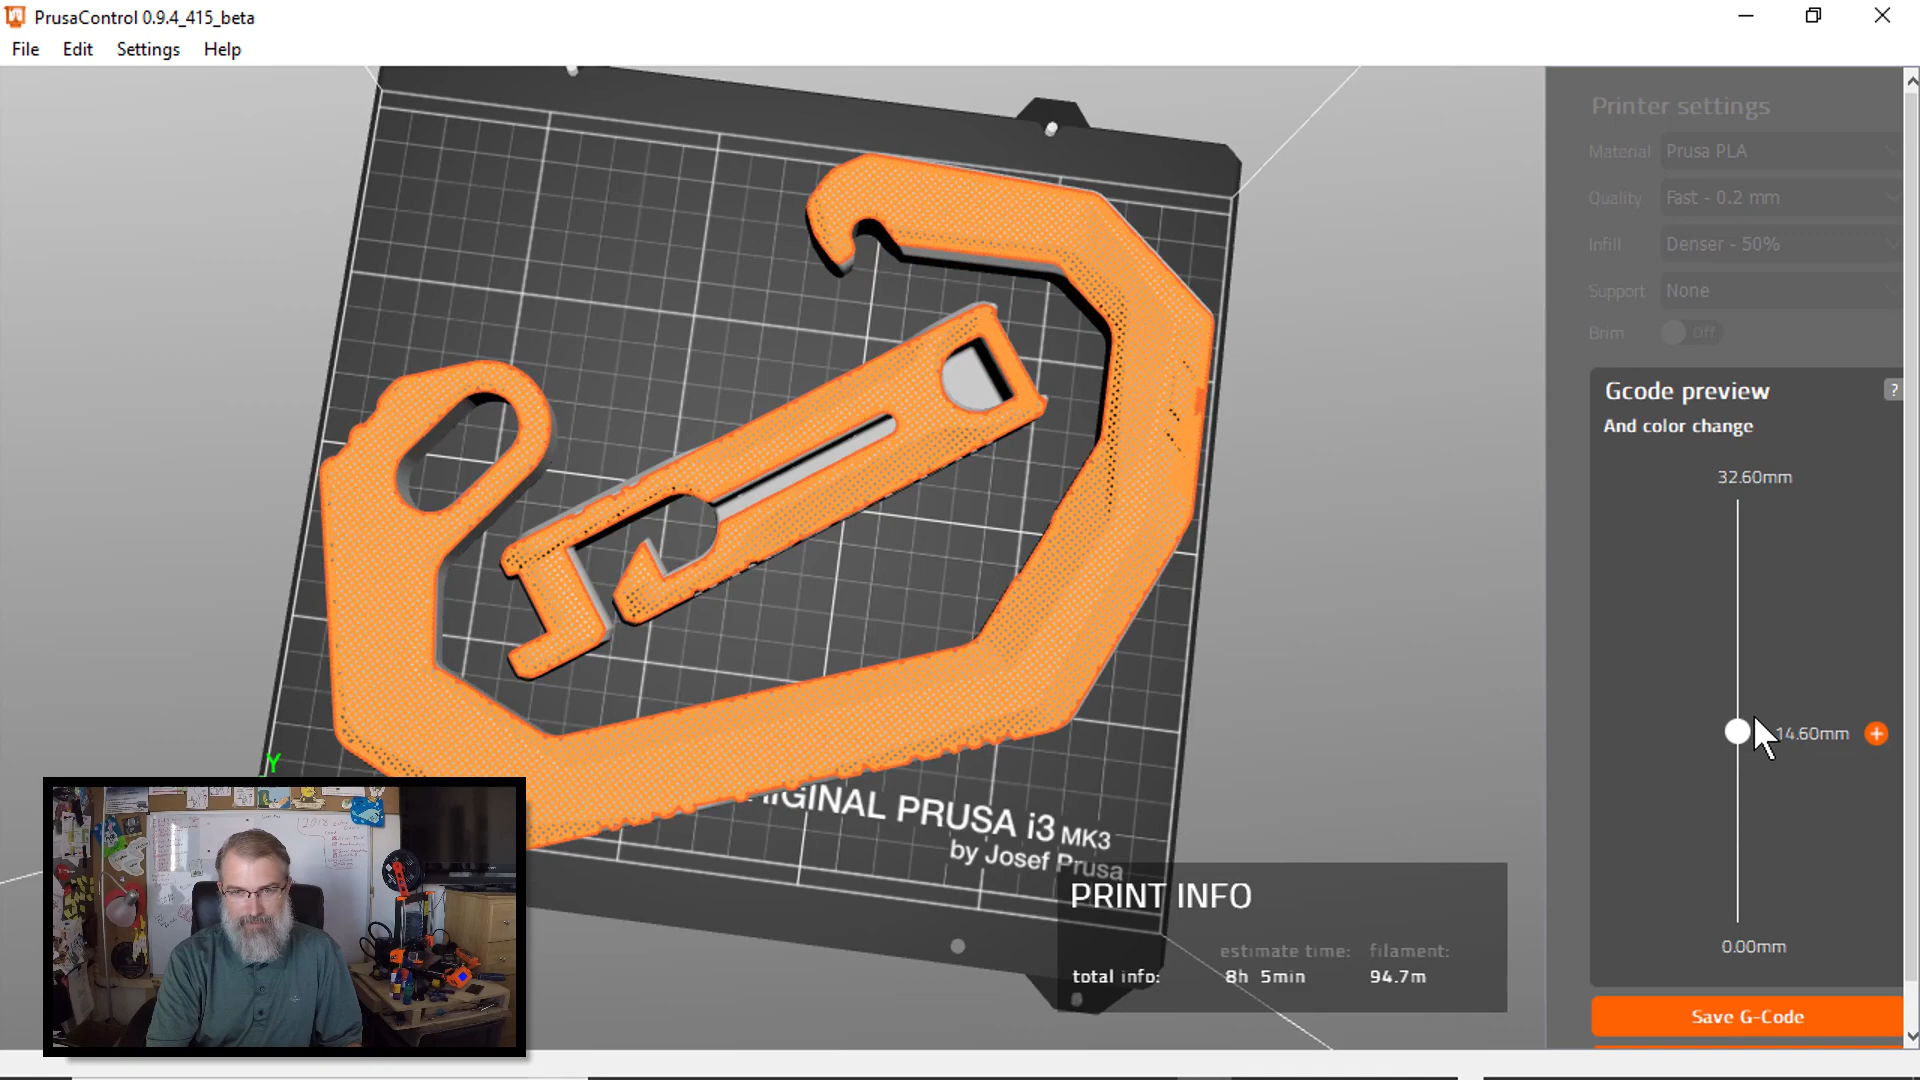 PrusaControl 0.9.4_415_beta
File Edit Settings Help
Printer settings
Material Prusa PLA
Quality Fast - 0.2 mm
Infill Denser - 50%
Support None
Brim Off
Gcode preview ?
And color change
32.60mm
14.60mm
0.00mm
Save G-Code
Y
ORIGINAL PRUSA i3 MK3
by Josef Prusa
PRINT INFO
estimate time: filament:
total info: 8h 5min 94.7m
2018